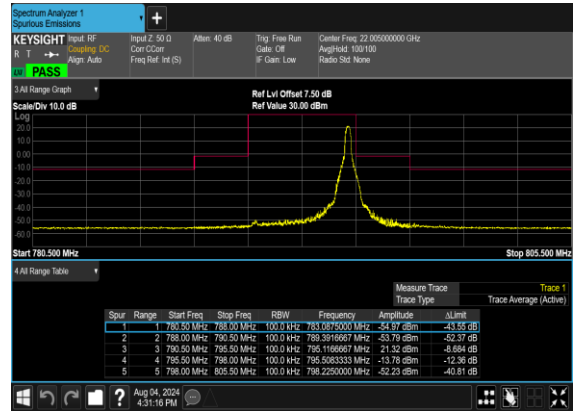 Spectrum Analyzer 1
Spurious Emissions
+
KEYSIGHT Input: RF Input Z: 50 Ω Atten: 40 dB Trig: Free Run Center Freq: 22.005000000 GHz
R T Coupling: DC Corr CCorr Gate: Off Avg|Hold: 100/100
Align: Auto Freq Ref: Int (S) IF Gain: Low Radio Std: None
LW PASS
3 All Range Graph
Ref Lvl Offset 7.50 dB
Scale/Div 10.0 dB Ref Value 30.00 dBm
Log
20.0
10.0
0.00
-10.0
-20.0
-30.0
-40.0
-50.0
-60.0
Start 780.500 MHz Stop 805.500 MHz
4 All Range Table
Measure Trace Trace 1
Trace Type Trace Average (Active)
Spur Range Start Freq Stop Freq RBW Frequency Amplitude ΔLimit
1 1 780.50 MHz 788.00 MHz 100.0 kHz 783.0875000 MHz -54.97 dBm -43.55 dB
2 2 788.00 MHz 790.50 MHz 100.0 kHz 789.3916667 MHz -53.79 dBm -52.37 dB
3 3 790.50 MHz 795.50 MHz 100.0 kHz 795.1166667 MHz 21.32 dBm -8.684 dB
4 4 795.50 MHz 798.00 MHz 100.0 kHz 795.5083333 MHz -13.78 dBm -12.36 dB
5 5 798.00 MHz 805.50 MHz 100.0 kHz 798.2250000 MHz -52.23 dBm -40.81 dB
? Aug 04, 2024
4:31:16 PM